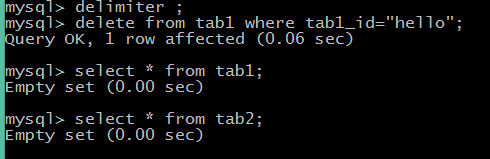 mysql> delimiter ;
mysql> delete from tab1 where tab1_id="hello";
Query OK, 1 row affected (0.06 sec)
mysql> select * from tab1;
Empty set (0.00 sec)
mysql> select * from tab2;
Empty set (0.00 sec)